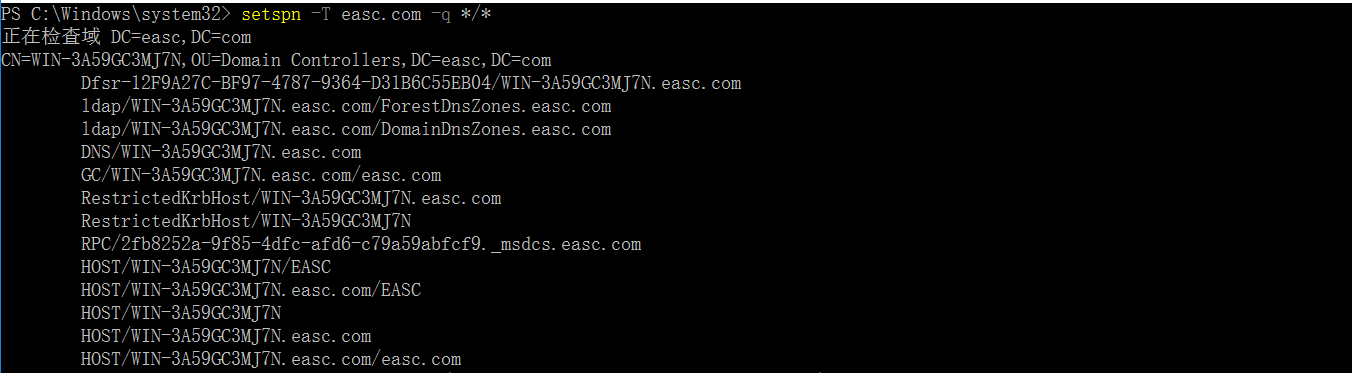 PS C:\Windows\system32> setspn -T easc.com -q */*
正在检查域 DC=easc,DC=com
CN=WIN-3A59GC3MJ7N,OU=Domain Controllers,DC=easc,DC=com
Dfsr-12F9A27C-BF97-4787-9364-D31B6C55EB04/WIN-3A59GC3MJ7N.easc.com
ldap/WIN-3A59GC3MJ7N.easc.com/ForestDnsZones.easc.com
ldap/WIN-3A59GC3MJ7N.easc.com/DomainDnsZones.easc.com
DNS/WIN-3A59GC3MJ7N.easc.com
GC/WIN-3A59GC3MJ7N.easc.com/easc.com
RestrictedKrbHost/WIN-3A59GC3MJ7N.easc.com
RestrictedKrbHost/WIN-3A59GC3MJ7N
RPC/2fb8252a-9f85-4dfc-afd6-c79a59abfcf9._msdcs.easc.com
HOST/WIN-3A59GC3MJ7N/EASC
HOST/WIN-3A59GC3MJ7N.easc.com/EASC
HOST/WIN-3A59GC3MJ7N
HOST/WIN-3A59GC3MJ7N.easc.com
HOST/WIN-3A59GC3MJ7N.easc.com/easc.com